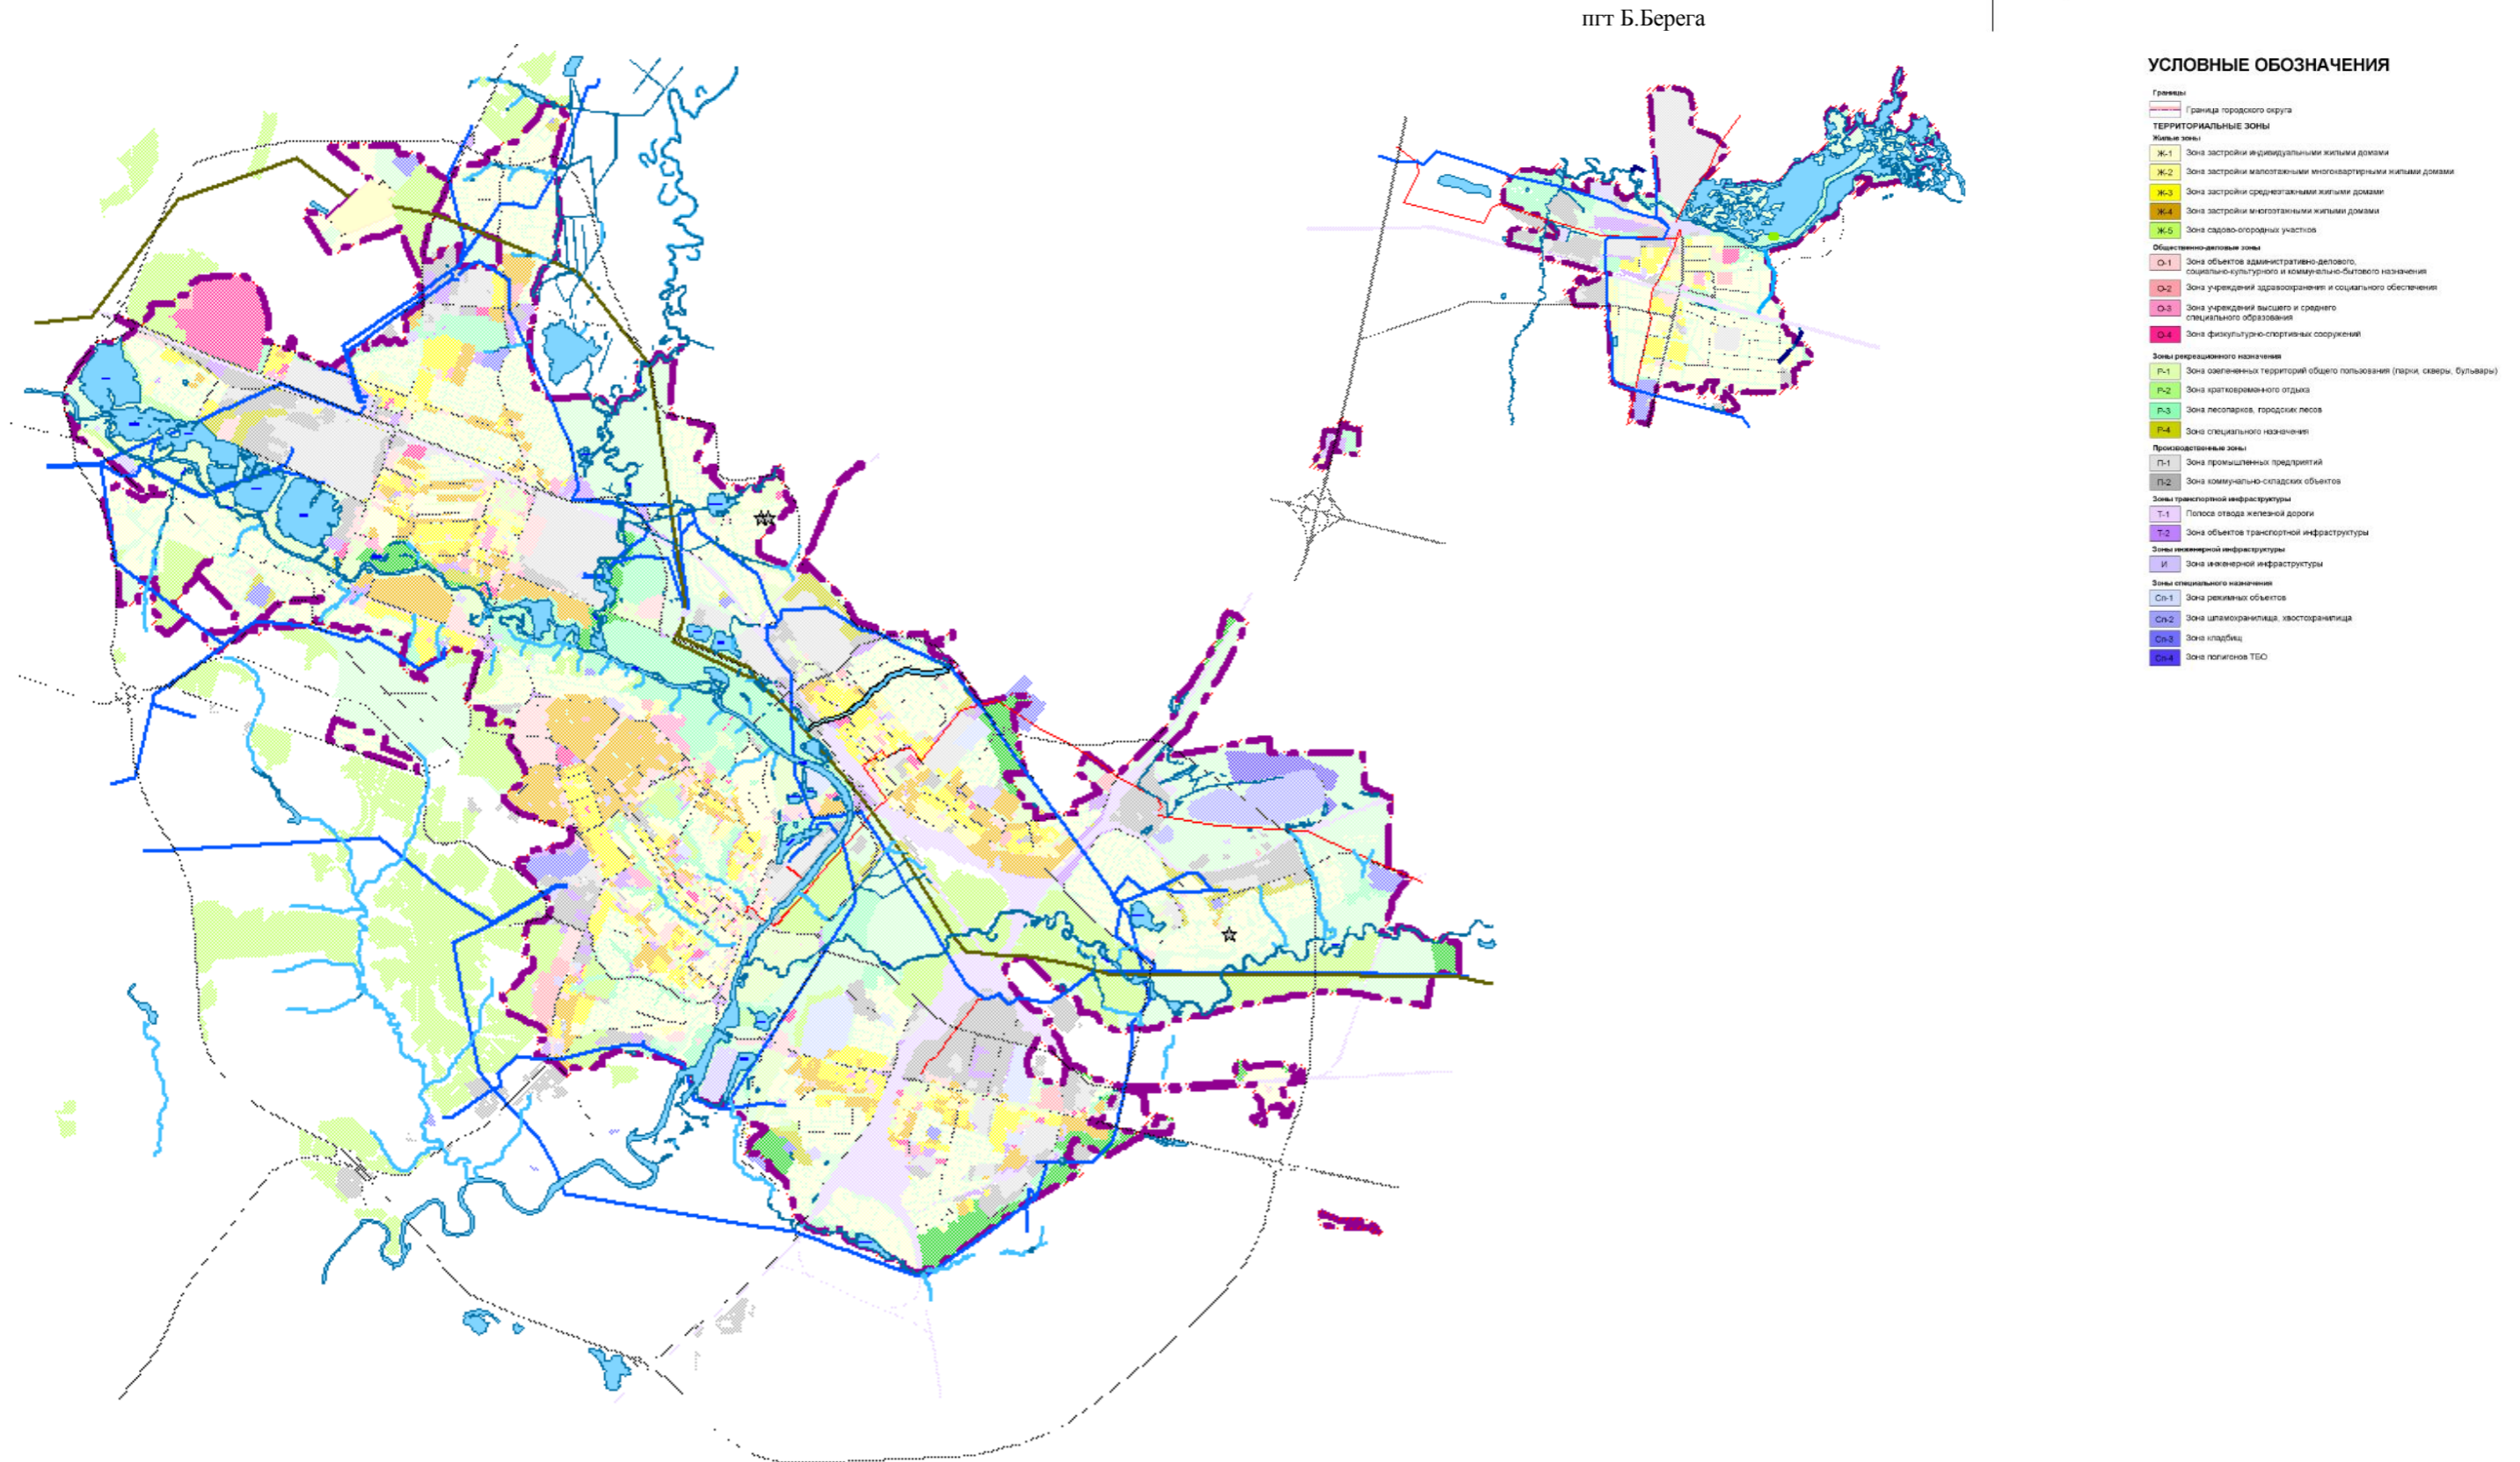 пгт Б.Берега
УСЛОВНЫЕ ОБОЗНАЧЕНИЯ
Границы
Граница городского округа
ТЕРРИТОРИАЛЬНЫЕ ЗОНЫ
Жилые зоны
Ж-1 Зона застройки индивидуальными жилыми домами
Ж-2 Зона застройки малоэтажными многоквартирными жилыми домами
Ж-3 Зона застройки среднеэтажными жилыми домами
Ж-4 Зона застройки многоэтажными жилыми домами
Ж-5 Зона садово-огородных участков
Общественно-деловые зоны
О-1 Зона объектов административно-делового,
социально-культурного и коммунально-бытового назначения
О-2 Зона учреждений здравоохранения и социального обеспечения
О-3 Зона учреждений высшего и среднего
специального образования
О-4 Зона физкультурно-спортивных сооружений
Зоны рекреационного назначения
Р-1 Зона озелененных территорий общего пользования (парки, скверы, бульвары)
Р-2 Зона кратковременного отдыха
Р-3 Зона лесопарков, городских лесов
Р-4 Зона специального назначения
Производственные зоны
П-1 Зона промышленных предприятий
П-2 Зона коммунально-складских объектов
Зоны транспортной инфраструктуры
Т-1 Полоса отвода железной дороги
Т-2 Зона объектов транспортной инфраструктуры
Зоны инженерной инфраструктуры
И Зона инженерной инфраструктуры
Зоны специального назначения
Сп-1 Зона режимных объектов
Сп-2 Зона шламохранилища, хвостохранилища
Сп-3 Зона кладбищ
Сп-4 Зона полигонов ТБО